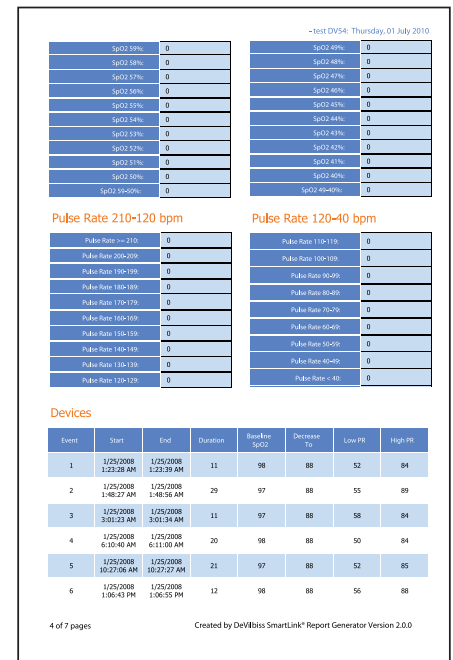 – test DV54: Thursday, 01 July 2010
SpO2 59%: 0
SpO2 58%: 0
SpO2 57%: 0
SpO2 56%: 0
SpO2 55%: 0
SpO2 54%: 0
SpO2 53%: 0
SpO2 52%: 0
SpO2 51%: 0
SpO2 50%: 0
SpO2 59-50%: 0
SpO2 49%: 0
SpO2 48%: 0
SpO2 47%: 0
SpO2 46%: 0
SpO2 45%: 0
SpO2 44%: 0
SpO2 43%: 0
SpO2 42%: 0
SpO2 41%: 0
SpO2 40%: 0
SpO2 49-40%: 0
Pulse Rate 210-120 bpm
Pulse Rate >= 210: 0
Pulse Rate 200-209: 0
Pulse Rate 190-199: 0
Pulse Rate 180-189: 0
Pulse Rate 170-179: 0
Pulse Rate 160-169: 0
Pulse Rate 150-159: 0
Pulse Rate 140-149: 0
Pulse Rate 130-139: 0
Pulse Rate 120-129: 0
Pulse Rate 120-40 bpm
Pulse Rate 110-119: 0
Pulse Rate 100-109: 0
Pulse Rate 90-99: 0
Pulse Rate 80-89: 0
Pulse Rate 70-79: 0
Pulse Rate 60-69: 0
Pulse Rate 50-59: 0
Pulse Rate 40-49: 0
Pulse Rate < 40: 0
Devices
Event Start End Duration Baseline SpO2 Decrease To Low PR High PR
1 1/25/2008 1:23:28 AM 1/25/2008 1:23:39 AM 11 98 88 52 84
2 1/25/2008 1:48:27 AM 1/25/2008 1:48:56 AM 29 97 88 55 89
3 1/25/2008 3:01:23 AM 1/25/2008 3:01:34 AM 11 97 88 58 84
4 1/25/2008 6:10:40 AM 1/25/2008 6:11:00 AM 20 98 88 50 84
5 1/25/2008 10:27:06 AM 1/25/2008 10:27:27 AM 21 97 88 52 85
6 1/25/2008 1:06:43 PM 1/25/2008 1:06:55 PM 12 98 88 56 88
4 of 7 pages Created by DeVilbiss SmartLink® Report Generator Version 2.0.0